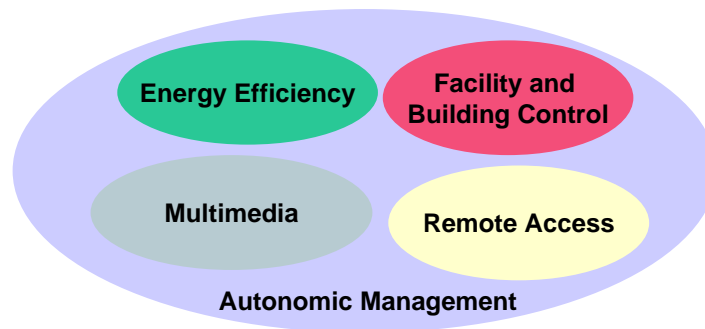 Energy Efficiency
Facility and
Building Control
Multimedia
Remote Access
Autonomic Management